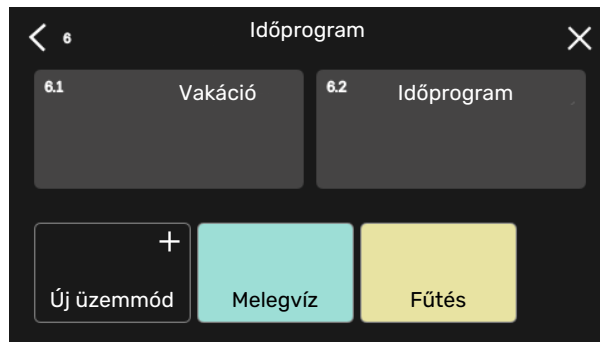 6 Időprogram
6.1 Vakáció
6.2 Időprogram
Új üzemmód
Melegvíz
Fűtés